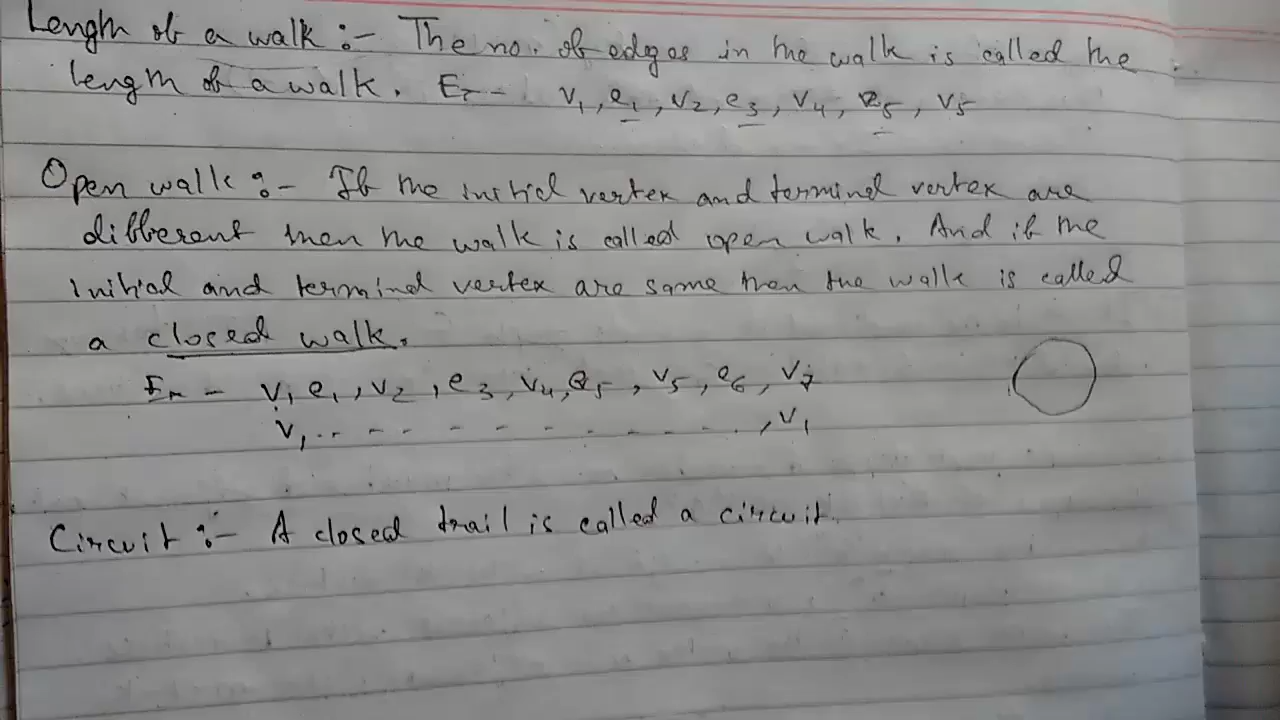 Length of a walk :- The no. of edges in the walk is called the
length of a walk. Ex- v1, e1, v2, e3, v4, e5, v5
Open walk :- If the initial vertex and terminal vertex are
different then the walk is called open walk. And if the
initial and terminal vertex are same then the walk is called
a closed walk.
Ex - v1 e1, v2, e3, v4, e5, v5, e6, v7
v1 .. - - - - - - - - - ., v1
Circuit :- A closed trail is called a circuit.